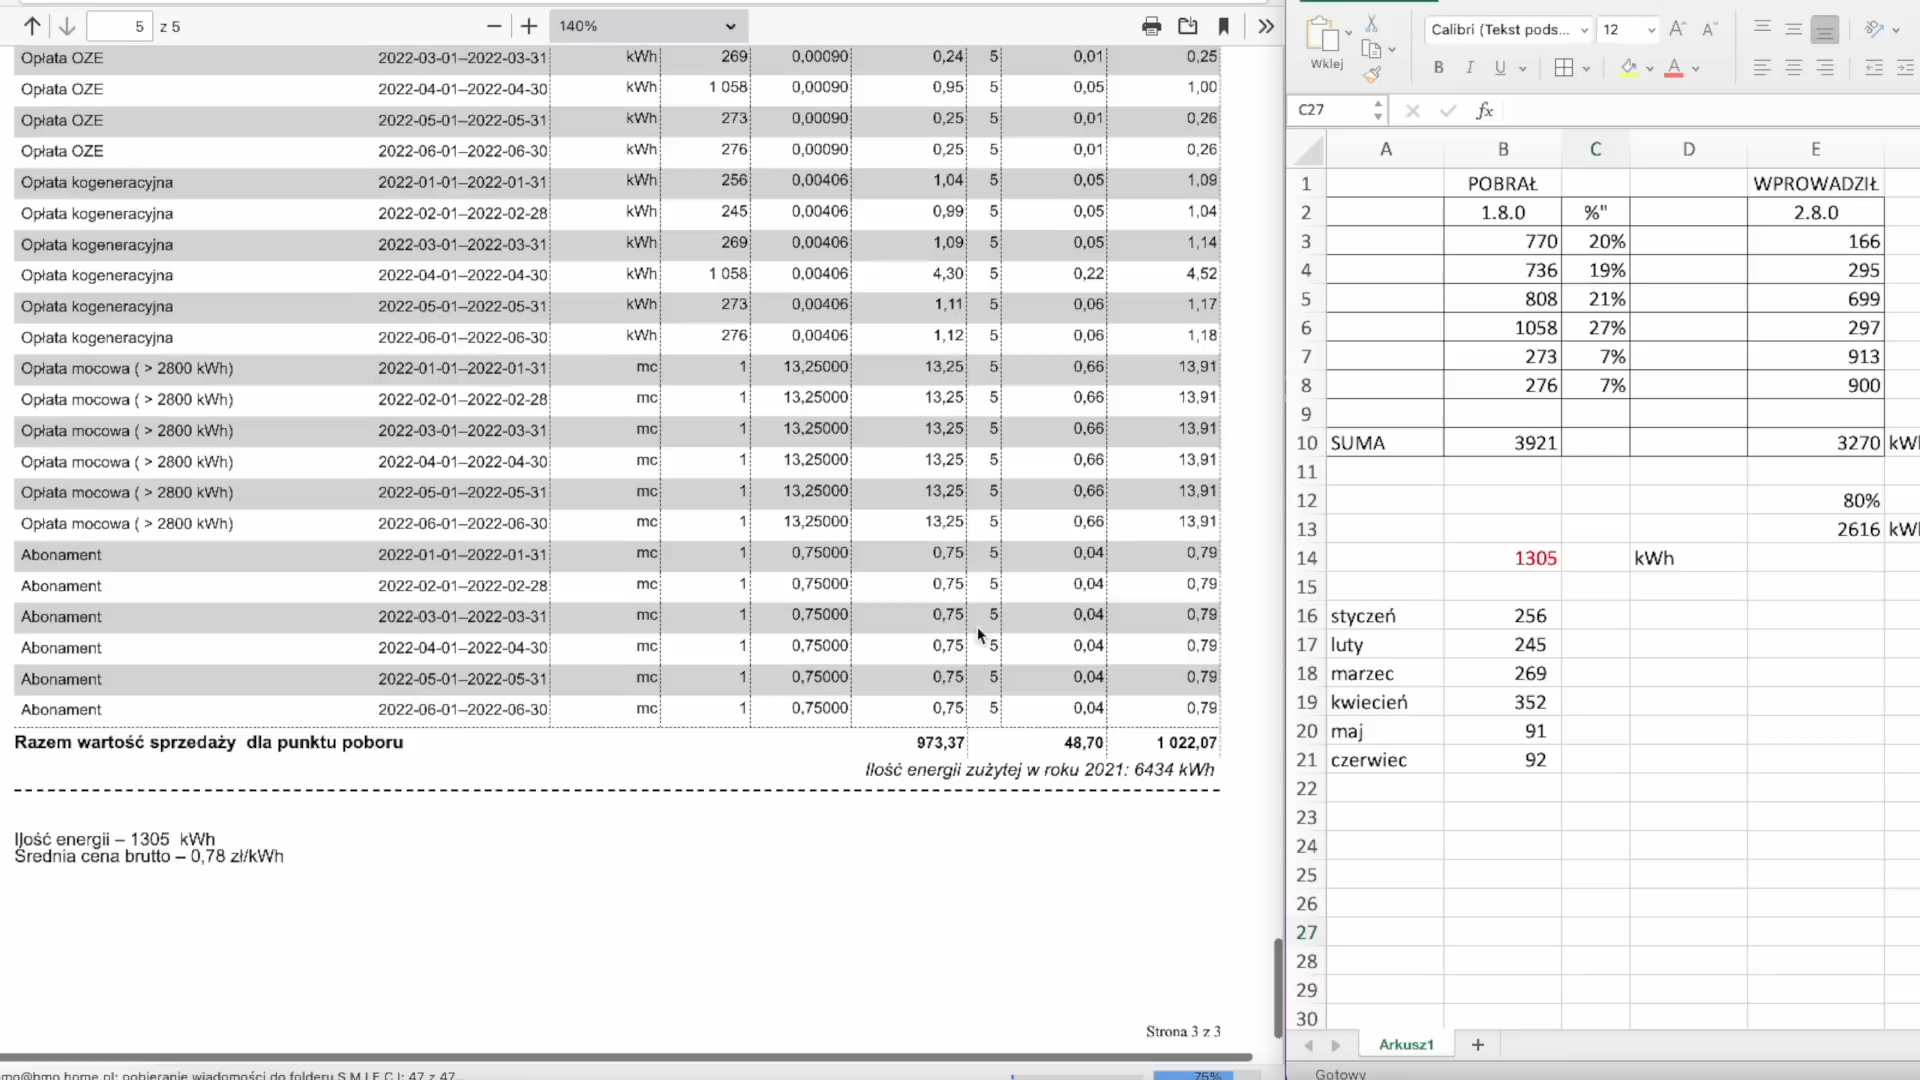 5 z 5 140%
Opłata OZE 2022-03-01–2022-03-31 kWh 269 0,00090 0,24 5 0,01 0,25
Opłata OZE 2022-04-01–2022-04-30 kWh 1 058 0,00090 0,95 5 0,05 1,00
Opłata OZE 2022-05-01–2022-05-31 kWh 273 0,00090 0,25 5 0,01 0,26
Opłata OZE 2022-06-01–2022-06-30 kWh 276 0,00090 0,25 5 0,01 0,26
Opłata kogeneracyjna 2022-01-01–2022-01-31 kWh 256 0,00406 1,04 5 0,05 1,09
Opłata kogeneracyjna 2022-02-01–2022-02-28 kWh 245 0,00406 0,99 5 0,05 1,04
Opłata kogeneracyjna 2022-03-01–2022-03-31 kWh 269 0,00406 1,09 5 0,05 1,14
Opłata kogeneracyjna 2022-04-01–2022-04-30 kWh 1 058 0,00406 4,30 5 0,22 4,52
Opłata kogeneracyjna 2022-05-01–2022-05-31 kWh 273 0,00406 1,11 5 0,06 1,17
Opłata kogeneracyjna 2022-06-01–2022-06-30 kWh 276 0,00406 1,12 5 0,06 1,18
Opłata mocowa ( > 2800 kWh) 2022-01-01–2022-01-31 mc 1 13,25000 13,25 5 0,66 13,91
Opłata mocowa ( > 2800 kWh) 2022-02-01–2022-02-28 mc 1 13,25000 13,25 5 0,66 13,91
Opłata mocowa ( > 2800 kWh) 2022-03-01–2022-03-31 mc 1 13,25000 13,25 5 0,66 13,91
Opłata mocowa ( > 2800 kWh) 2022-04-01–2022-04-30 mc 1 13,25000 13,25 5 0,66 13,91
Opłata mocowa ( > 2800 kWh) 2022-05-01–2022-05-31 mc 1 13,25000 13,25 5 0,66 13,91
Opłata mocowa ( > 2800 kWh) 2022-06-01–2022-06-30 mc 1 13,25000 13,25 5 0,66 13,91
Abonament 2022-01-01–2022-01-31 mc 1 0,75000 0,75 5 0,04 0,79
Abonament 2022-02-01–2022-02-28 mc 1 0,75000 0,75 5 0,04 0,79
Abonament 2022-03-01–2022-03-31 mc 1 0,75000 0,75 5 0,04 0,79
Abonament 2022-04-01–2022-04-30 mc 1 0,75000 0,75 5 0,04 0,79
Abonament 2022-05-01–2022-05-31 mc 1 0,75000 0,75 5 0,04 0,79
Abonament 2022-06-01–2022-06-30 mc 1 0,75000 0,75 5 0,04 0,79
Razem wartość sprzedaży dla punktu poboru 973,37 48,70 1 022,07
Ilość energii zużytej w roku 2021: 6434 kWh
Ilość energii – 1305 kWh
Średnia cena brutto – 0,78 zł/kWh
Strona 3 z 3
mo@bmo.home.pl: pobieranie wiadomości do folderu S M I E C I: 47 z 47... 75%
Wklej
Calibri (Tekst pods... 12
B I U A
C27 fx
A B C D E
1 POBRAŁ WPROWADZIŁ
2 1.8.0 %" 2.8.0
3 770 20% 166
4 736 19% 295
5 808 21% 699
6 1058 27% 297
7 273 7% 913
8 276 7% 900
9
10 SUMA 3921 3270 kWh
11
12 80%
13 2616 kWh
14 1305 kWh
15
16 styczeń 256
17 luty 245
18 marzec 269
19 kwiecień 352
20 maj 91
21 czerwiec 92
22
23
24
25
26
27
28
29
30
Arkusz1 +
Gotowy